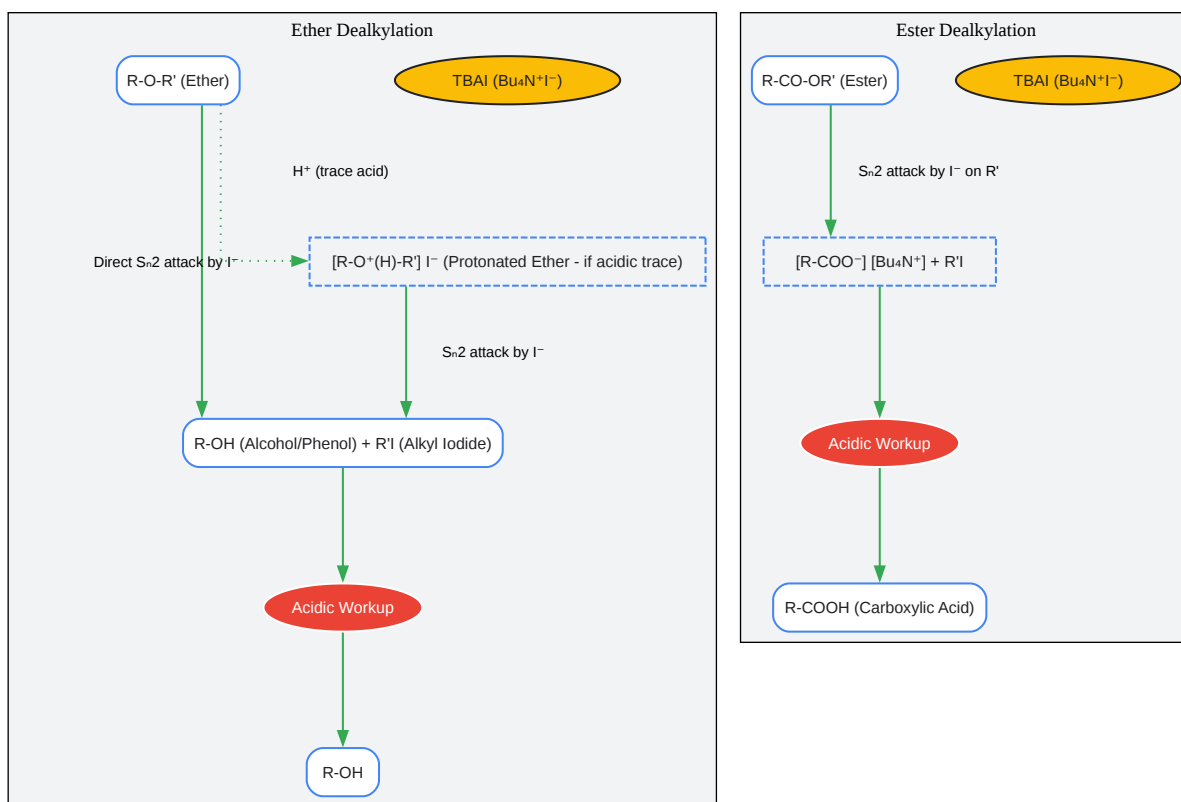 Ether Dealkylation
R-O-R' (Ether)
TBAI (Bu₄N⁺I⁻)
H⁺ (trace acid)
Direct Sₙ2 attack by I⁻
[R-O⁺(H)-R'] I⁻ (Protonated Ether - if acidic trace)
Sₙ2 attack by I⁻
R-OH (Alcohol/Phenol) + R'I (Alkyl Iodide)
Acidic Workup
R-OH
Ester Dealkylation
R-CO-OR' (Ester)
TBAI (Bu₄N⁺I⁻)
Sₙ2 attack by I⁻ on R'
[R-COO⁻] [Bu₄N⁺] + R'I
Acidic Workup
R-COOH (Carboxylic Acid)